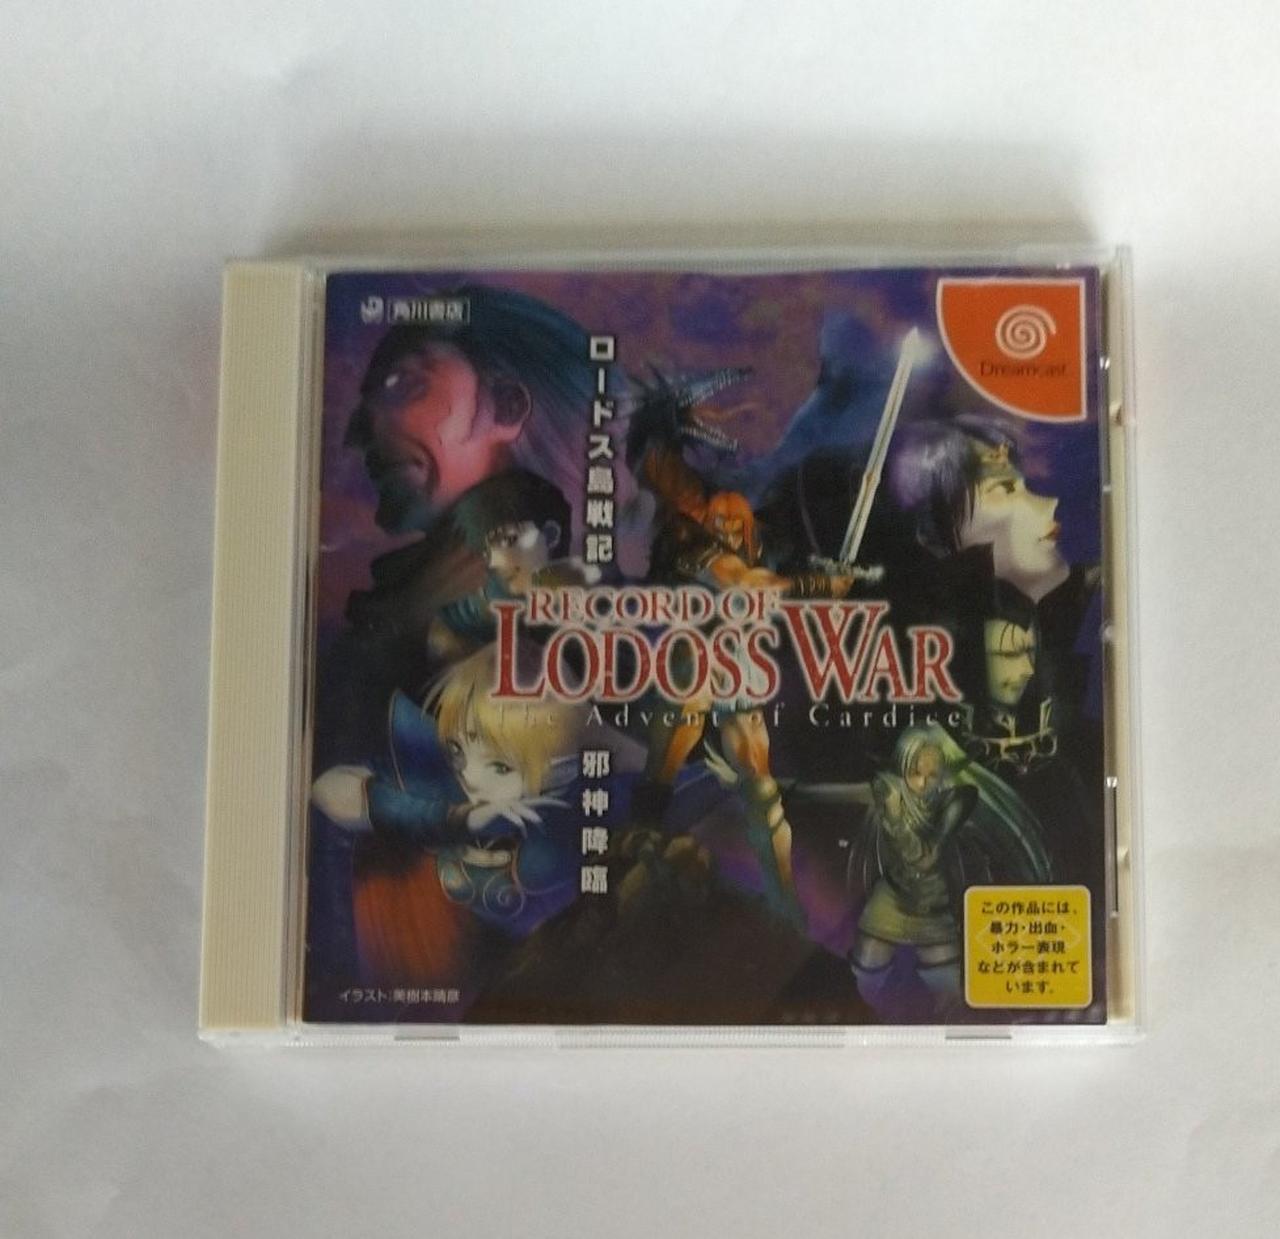 角川書店
Dreamcast
ロードス島戦記
RECORD OF
LODOSS WAR
The Advent of Cardice
邪神降臨
この作品には、
暴力・出血・
ホラー表現
などが含まれて
います。
イラスト:美樹本晴彦